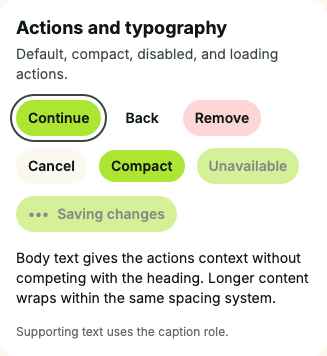 Actions and typography
Default, compact, disabled, and loading
actions.
Continue Back Remove
Cancel Compact Unavailable
••• Saving changes
Body text gives the actions context without
competing with the heading. Longer content
wraps within the same spacing system.
Supporting text uses the caption role.